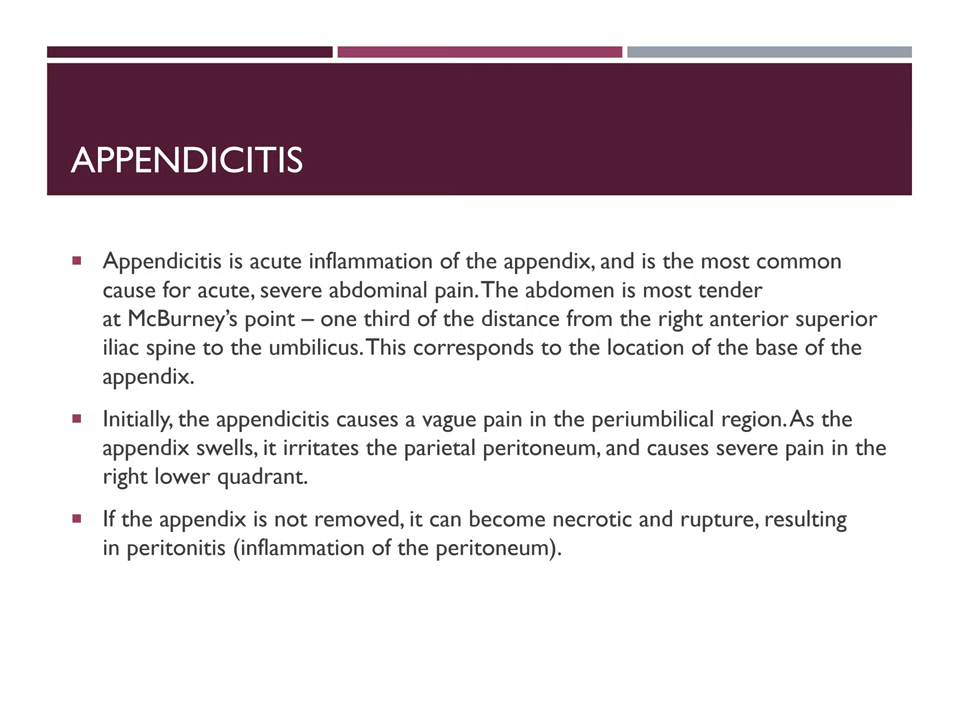 APPENDICITIS
▪ Appendicitis is acute inflammation of the appendix, and is the most common
cause for acute, severe abdominal pain. The abdomen is most tender
at McBurney’s point – one third of the distance from the right anterior superior
iliac spine to the umbilicus. This corresponds to the location of the base of the
appendix.
▪ Initially, the appendicitis causes a vague pain in the periumbilical region. As the
appendix swells, it irritates the parietal peritoneum, and causes severe pain in the
right lower quadrant.
▪ If the appendix is not removed, it can become necrotic and rupture, resulting
in peritonitis (inflammation of the peritoneum).